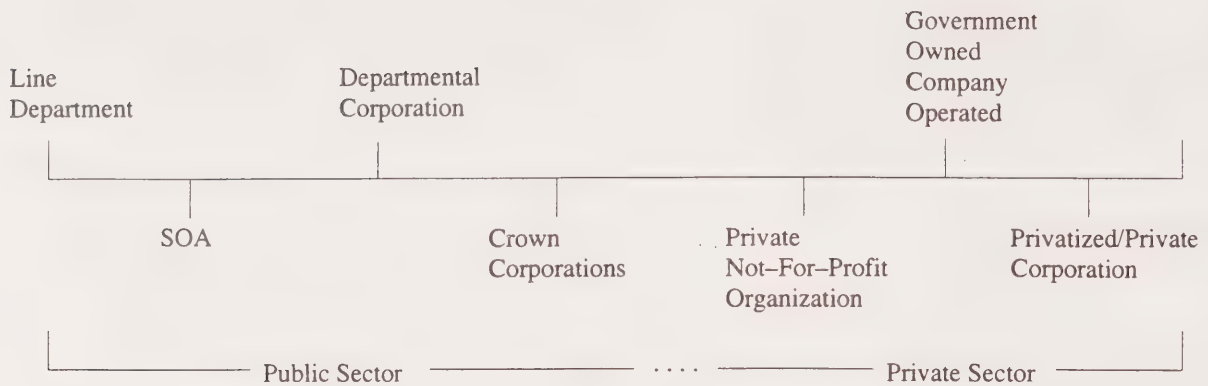 Line
Department
Departmental
Corporation
Government
Owned
Company
Operated
SOA
Crown
Corporations
Private
Not–For–Profit
Organization
Privatized/Private
Corporation
Public Sector
....
Private Sector